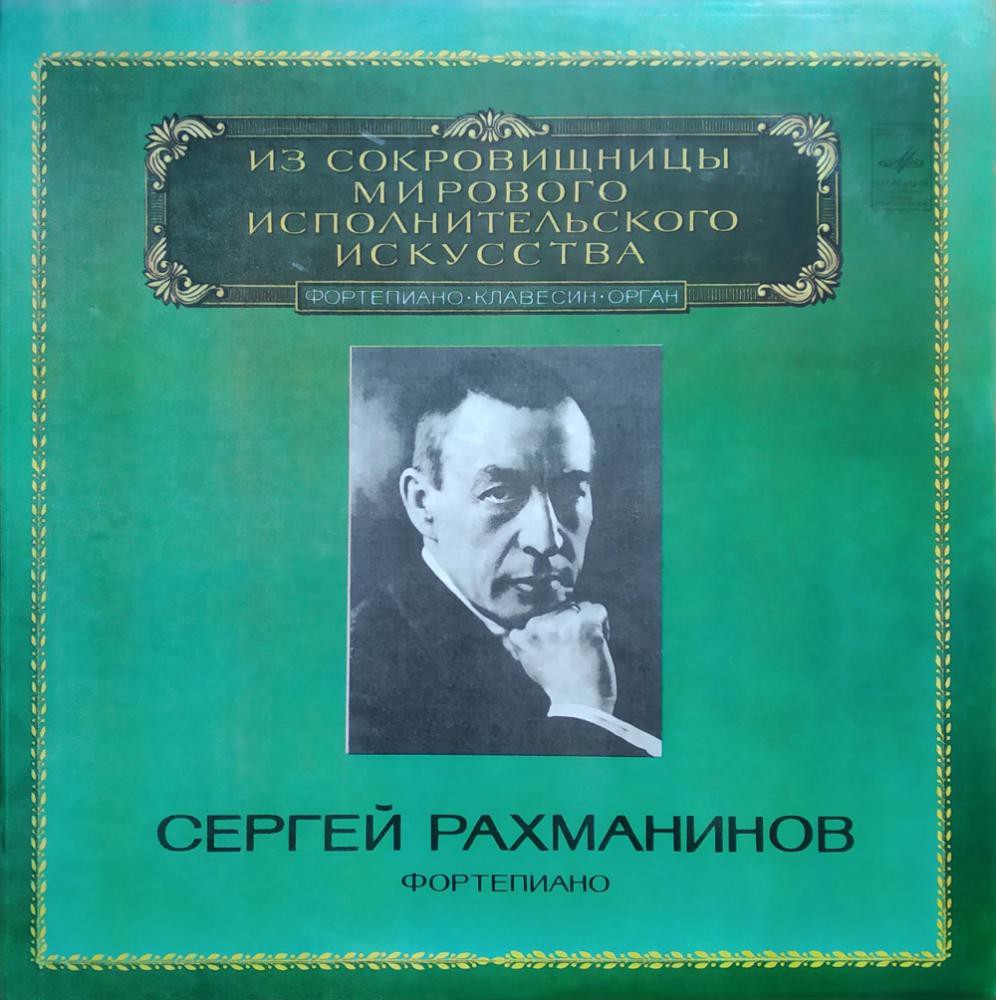 ИЗ СОКРОВИЩНИЦЫ
МИРОВОГО
ИСПОЛНИТЕЛЬСКОГО
ИСКУССТВА
ФОРТЕПИАНО·КЛАВЕСИН·ОРГАН
СЕРГЕЙ РАХМАНИНОВ
ФОРТЕПИАНО